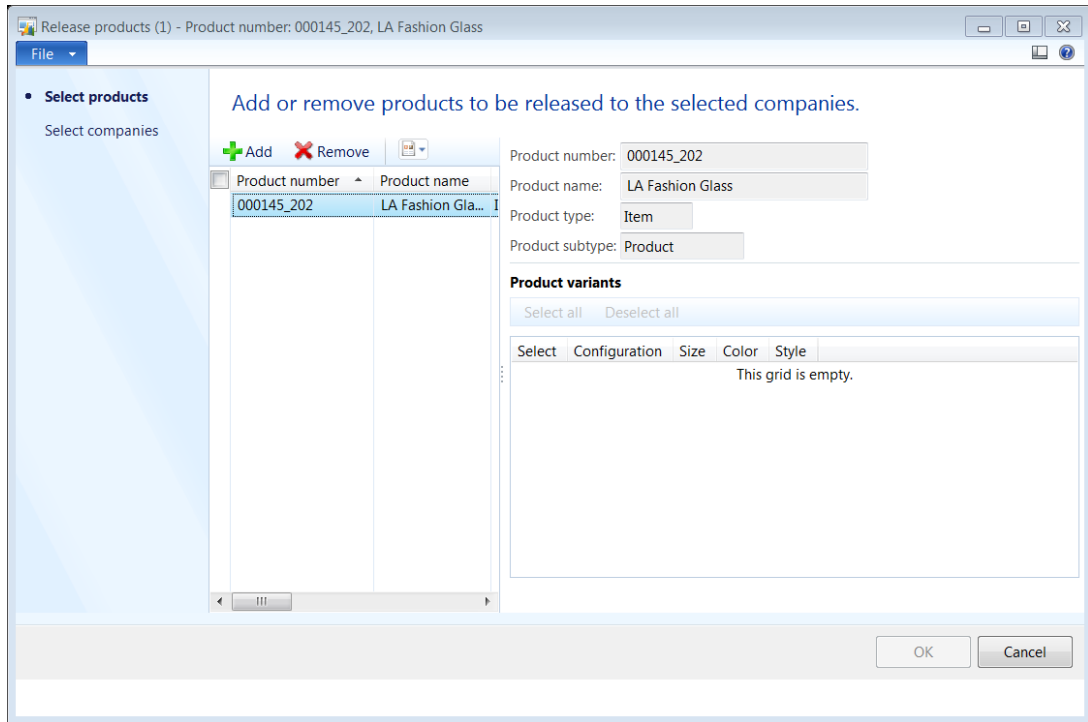 Release products (1) - Product number: 000145_202, LA Fashion Glass
File
Select products
Select companies
Add or remove products to be released to the selected companies.
Add Remove
Product number Product name
000145_202 LA Fashion Gla... I
Product number: 000145_202
Product name: LA Fashion Glass
Product type: Item
Product subtype: Product
Product variants
Select all Deselect all
Select Configuration Size Color Style
This grid is empty.
OK Cancel